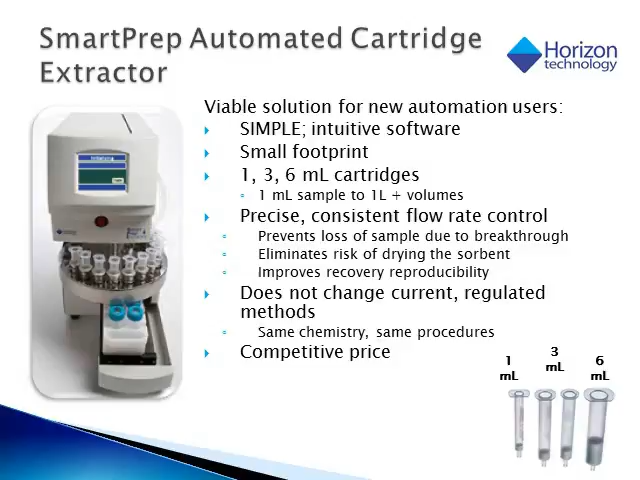 SmartPrep Automated Cartridge
Extractor
Horizon
technology
Viable solution for new automation users:
SIMPLE; intuitive software
Small footprint
1, 3, 6 mL cartridges
1 mL sample to 1L + volumes
Precise, consistent flow rate control
Prevents loss of sample due to breakthrough
Eliminates risk of drying the sorbent
Improves recovery reproducibility
Does not change current, regulated
methods
Same chemistry, same procedures
Competitive price
1
mL
3
mL
6
mL